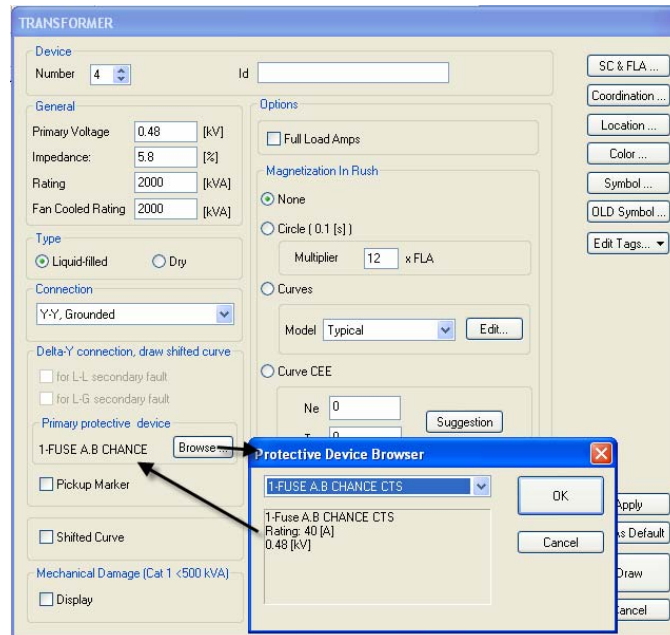 TRANSFORMER
Device
Number 4 Id
General
Primary Voltage 0.48 [kV]
Impedance: 5.8 [%]
Rating 2000 [kVA]
Fan Cooled Rating 2000 [kVA]
Type
Liquid-filled Dry
Connection
Y-Y, Grounded
Delta-Y connection, draw shifted curve
for L-L secondary fault
for L-G secondary fault
Primary protective device
1-FUSE A.B CHANCE Browse ...
Pickup Marker
Shifted Curve
Mechanical Damage (Cat 1 <500 kVA)
Display
Options
Full Load Amps
Magnetization In Rush
None
Circle ( 0.1 [s] )
Multiplier 12 x FLA
Curves
Model Typical Edit...
Curve CEE
Ne 0
Suggestion
0
SC & FLA ...
Coordination ...
Location ...
Color ...
Symbol ...
OLD Symbol ...
Edit Tags...
Apply
As Default
Draw
Cancel
Protective Device Browser
1-FUSE A.B CHANCE CTS
1-Fuse A.B CHANCE CTS
Rating: 40 [A]
0.48 [kV]
OK
Cancel